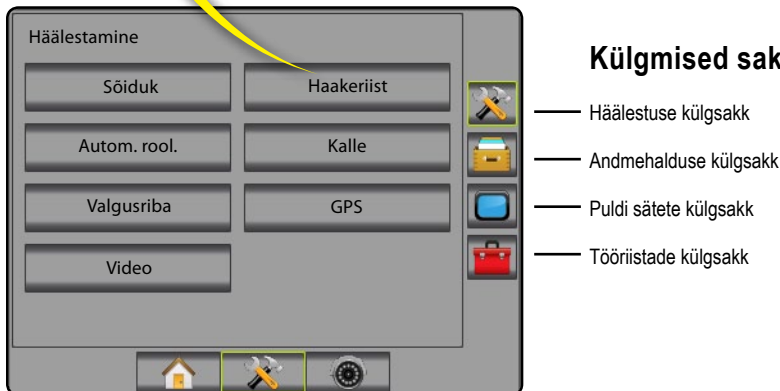 Häälestamine
Sõiduk
Haakeriist
Autom. rool.
Kalle
Valgusriba
GPS
Video
Külgmised sak
Häälestuse külgsakk
Andmehalduse külgsakk
Puldi sätete külgsakk
Tööriistade külgsakk